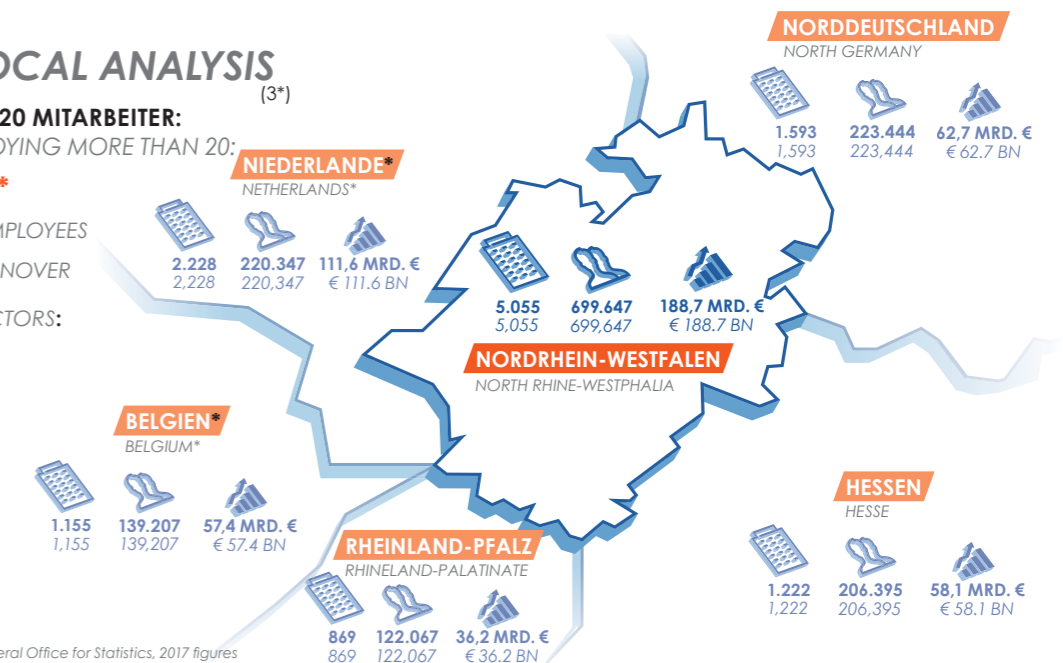 OCAL ANALYSIS
(3*)
20 MITARBEITER:
OYING MORE THAN 20:
*
MPLOYEES
NOVER
CTORS:
NORDDEUTSCHLAND
NORTH GERMANY
1.593 223.444 62,7 MRD. €
1,593 223,444 € 62.7 BN
NIEDERLANDE*
NETHERLANDS*
2.228 220.347 111,6 MRD. €
2,228 220,347 € 111.6 BN
5.055 699.647 188,7 MRD. €
5,055 699,647 € 188.7 BN
NORDRHEIN-WESTFALEN
NORTH RHINE-WESTPHALIA
BELGIEN*
BELGIUM*
1.155 139.207 57,4 MRD. €
1,155 139,207 € 57.4 BN
HESSEN
HESSE
1.222 206.395 58,1 MRD. €
1,222 206,395 € 58.1 BN
RHEINLAND-PFALZ
RHINELAND-PALATINATE
869 122.067 36,2 MRD. €
869 122,067 € 36.2 BN
eral Office for Statistics, 2017 figures